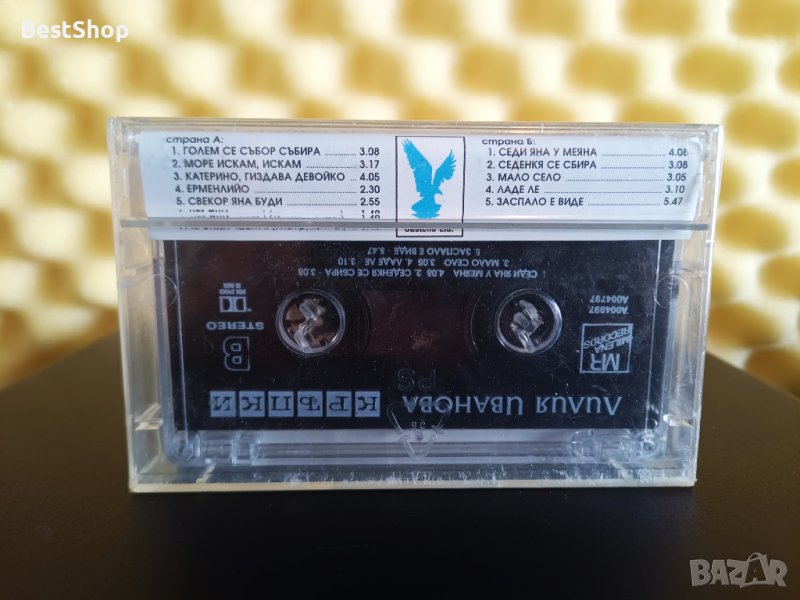 BestShop
страна А:
1. ГОЛЕМ СЕ СЪБОР СЪБИРА 3.08
2. МОРЕ ИСКАМ, ИСКАМ 3.17
3. КАТЕРИНО, ГИЗДАВА ДЕВОЙКО 4.05
4. ЕРМЕНЛИЙО 2.30
5. СВЕКОР ЯНА БУДИ 2.55
страна Б:
1. СЕДИ ЯНА У МЕЯНА 4.08
2. СЕДЕНКЯ СЕ СБИРА 3.08
3. МАЛО СЕЛО 3.05
4. ЛАДЕ ЛЕ 3.10
5. ЗАСПАЛО Е ВИДЕ 5.47
Лилия Иванова КРЪПКИ
PS
MR
MILENA RECORDS
B
STEREO
A004897.
A004797
1. СЕДИ ЯНА У МЕЯНА 4.08 2. СЕДЕНКЯ СЕ СБИРА - 3.08
3. МАЛО СЕЛО 3.05 4. ЛАДЕ ЛЕ 3.10
5. ЗАСПАЛО Е ВИДЕ - 5.47
BAZAR